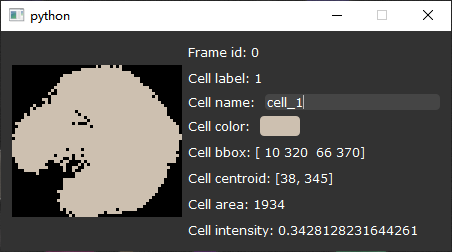 python
Frame id: 0
Cell label: 1
Cell name: cell_1
Cell color:
Cell bbox: [ 10 320  66 370]
Cell centroid: [38, 345]
Cell area: 1934
Cell intensity: 0.3428128231644261